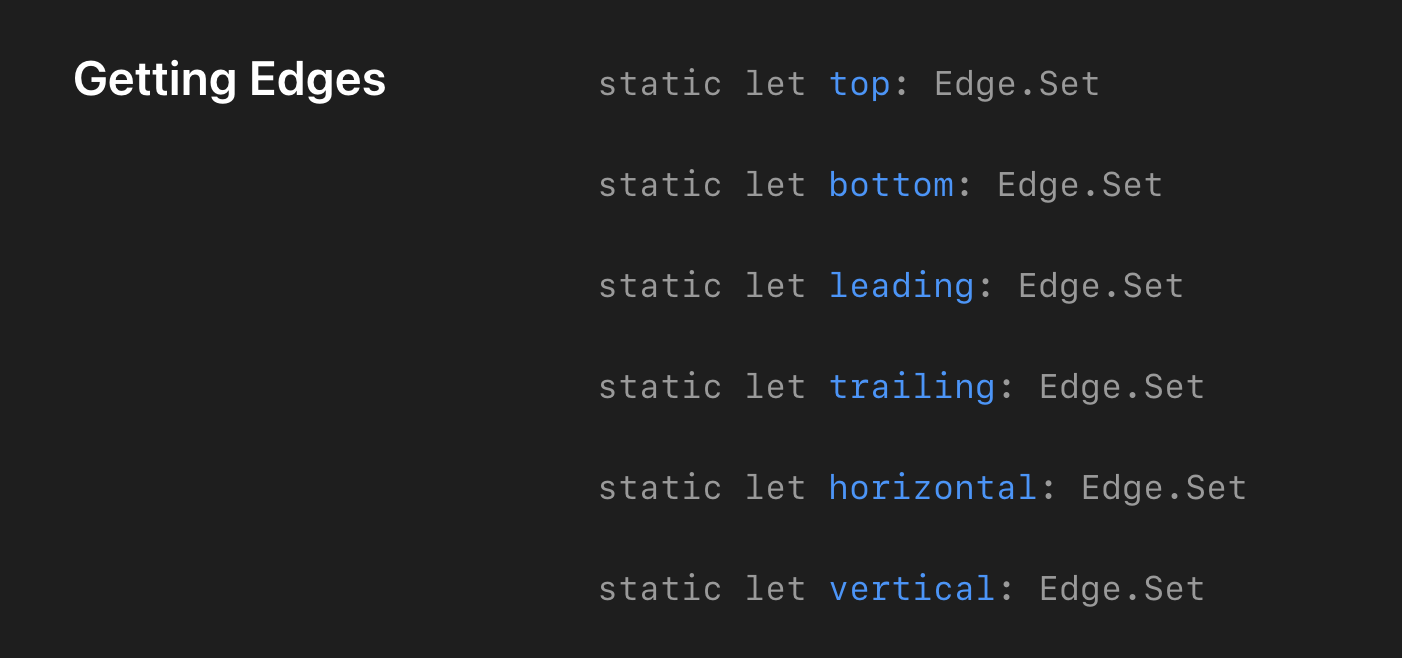 Getting Edges
static let top: Edge.Set
static let bottom: Edge.Set
static let leading: Edge.Set
static let trailing: Edge.Set
static let horizontal: Edge.Set
static let vertical: Edge.Set